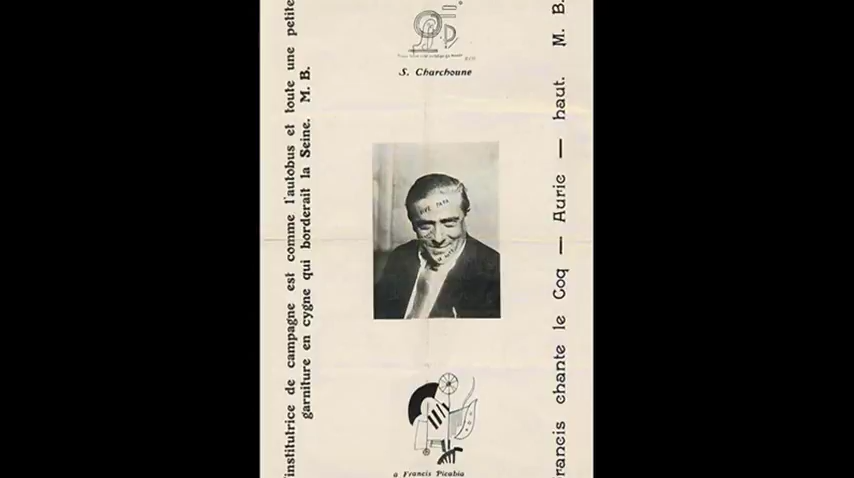 'institutrice de campagne est comme l'autobus et toute une petite
garniture en cygne qui borderait la Seine. M. B.
S. Charchoune
a Francis Picabia
rancis chante le Coq — Auric — haut. M. B.